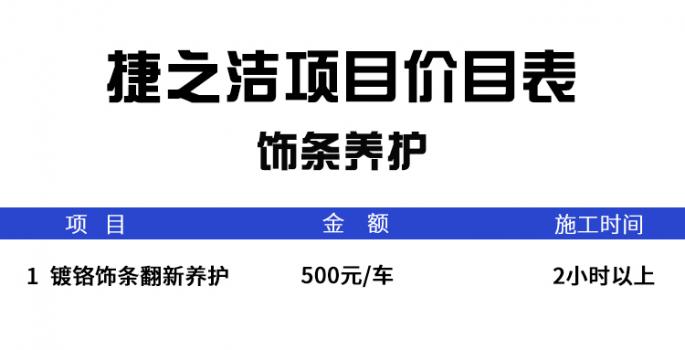 捷之洁项目价目表
饰条养护
项 目 金 额 施工时间
1 镀铬饰条翻新养护 500元/车 2小时以上